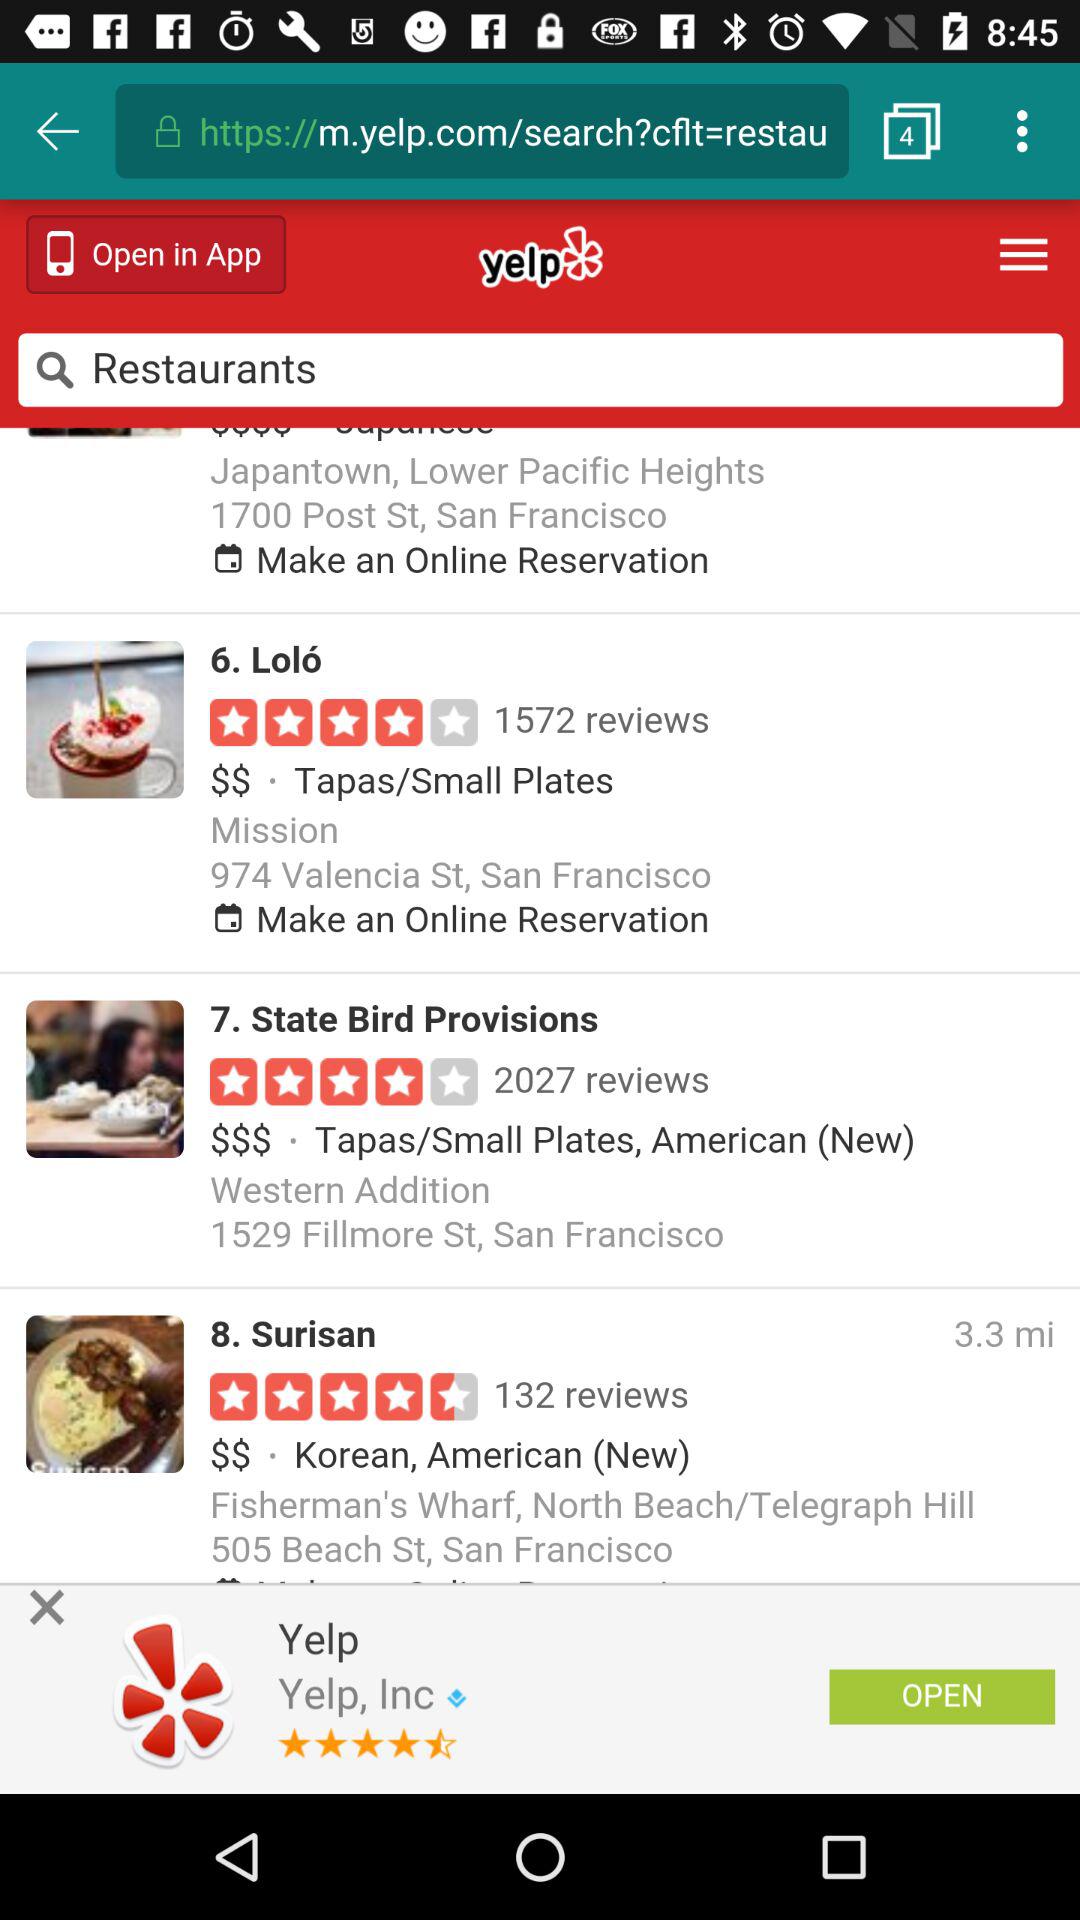 8:45
https://m.yelp.com/search?cflt=restau
4
Open in App
yelp
Restaurants
$$$$ · Japanese
Japantown, Lower Pacific Heights
1700 Post St, San Francisco
Make an Online Reservation
6. Loló
1572 reviews
$$ · Tapas/Small Plates
Mission
974 Valencia St, San Francisco
Make an Online Reservation
7. State Bird Provisions
2027 reviews
$$$ · Tapas/Small Plates, American (New)
Western Addition
1529 Fillmore St, San Francisco
8. Surisan
3.3 mi
132 reviews
$$ · Korean, American (New)
Fisherman's Wharf, North Beach/Telegraph Hill
505 Beach St, San Francisco
Yelp
Yelp, Inc
OPEN